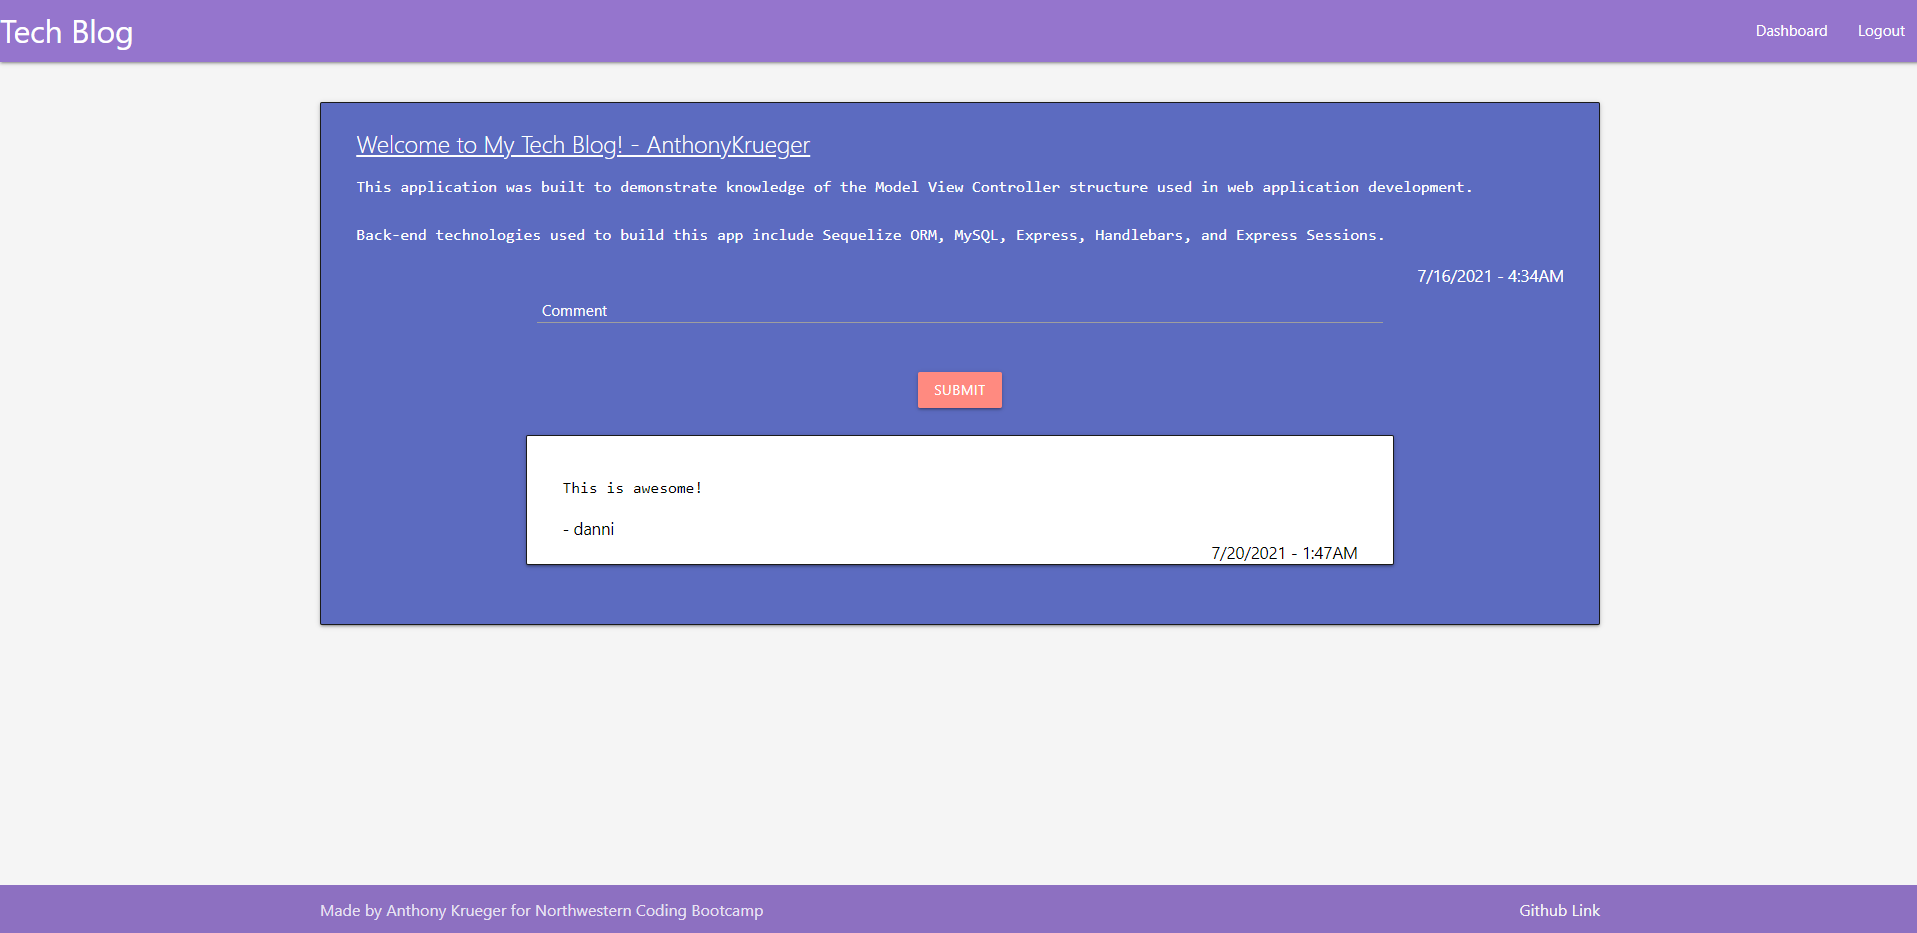 Tech Blog
Dashboard
Logout
Welcome to My Tech Blog! - AnthonyKrueger
This application was built to demonstrate knowledge of the Model View Controller structure used in web application development.
Back-end technologies used to build this app include Sequelize ORM, MySQL, Express, Handlebars, and Express Sessions.
7/16/2021 - 4:34AM
Comment
SUBMIT
This is awesome!
- danni
7/20/2021 - 1:47AM
Made by Anthony Krueger for Northwestern Coding Bootcamp
Github Link